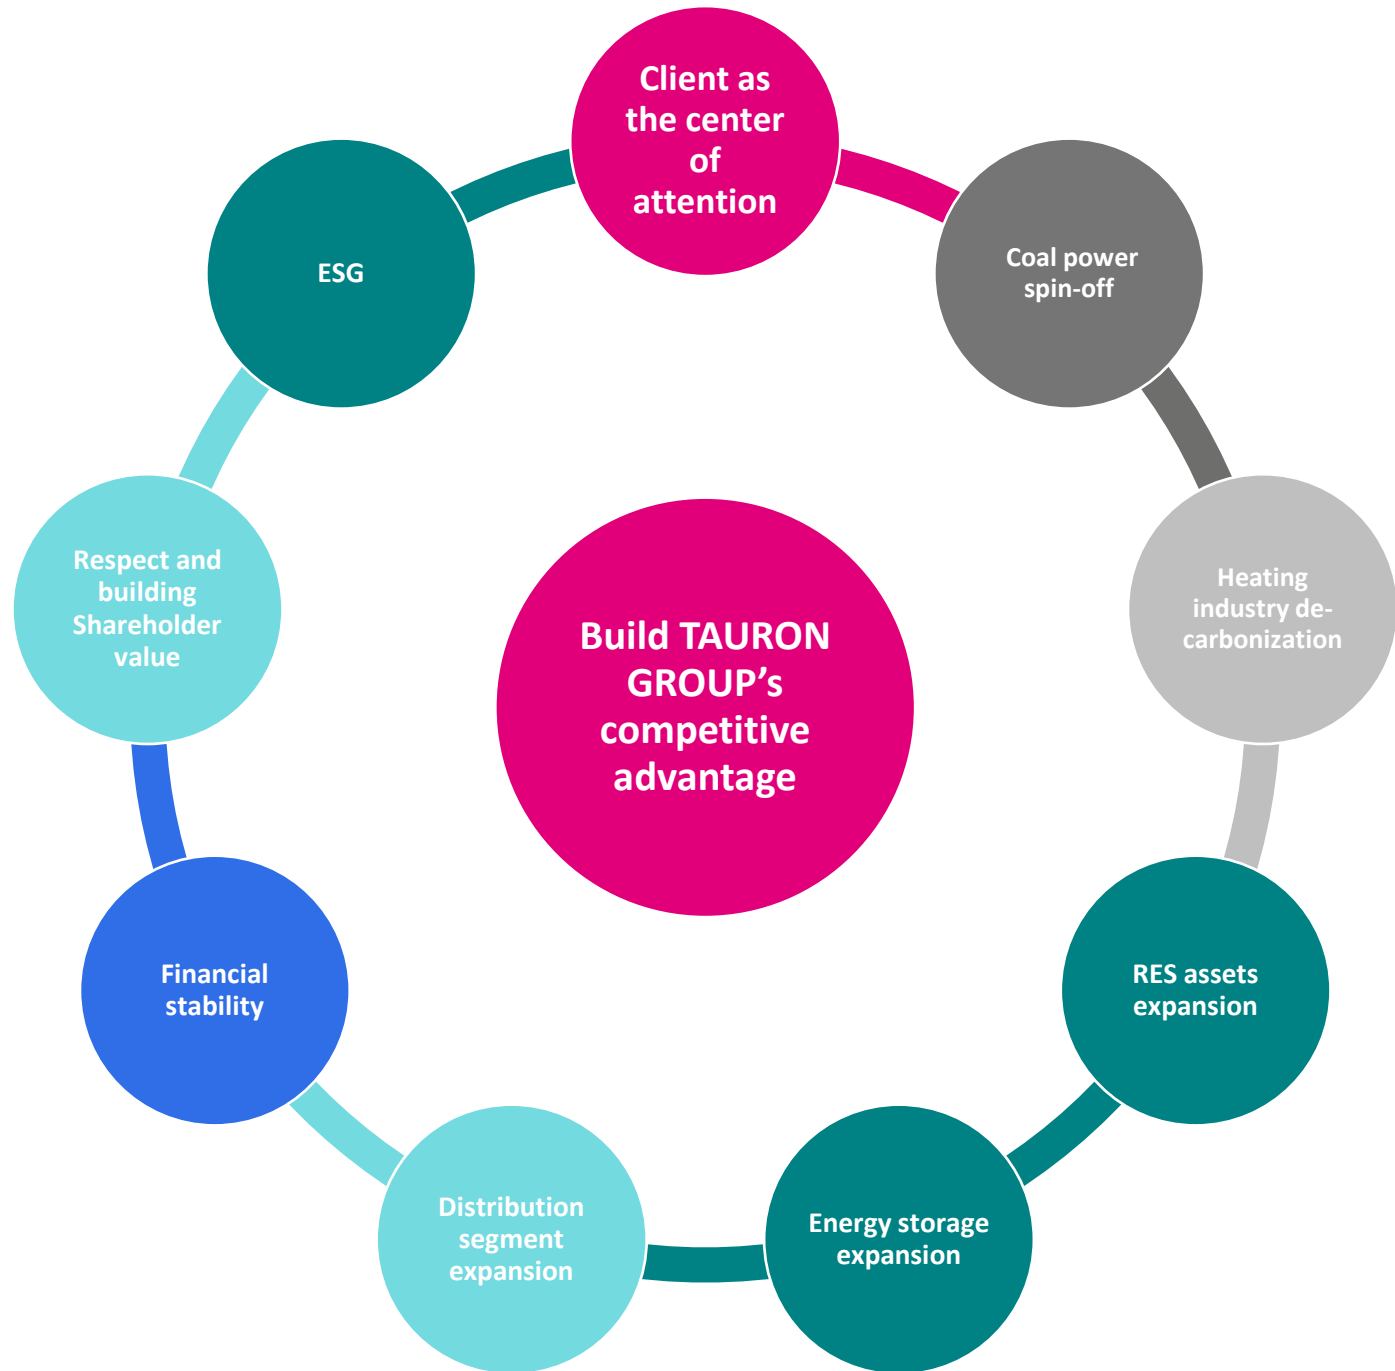 Client as
the center
of
attention
Coal power
spin-off
Heating
industry de-
carbonization
RES assets
expansion
Energy storage
expansion
Distribution
segment
expansion
Financial
stability
Respect and
building
Shareholder
value
ESG
Build TAURON
GROUP’s
competitive
advantage